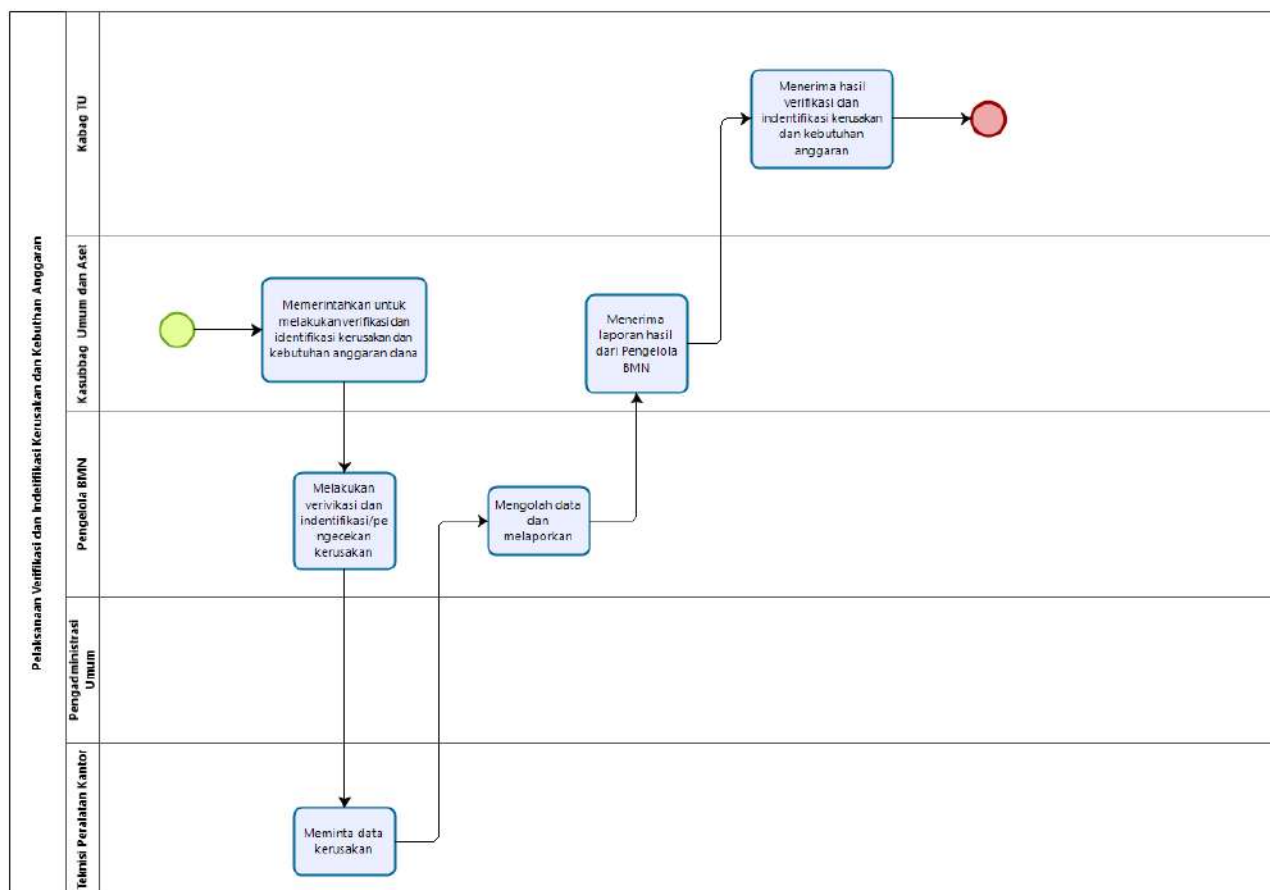 Pelaksanaan Verifikasi dan Indetifikasi Kerusakan dan Kebuthan Anggaran
Kabag TU
Menerima hasil
verifikasi dan
indentifikasi kerusakan
dan kebutuhan
anggaran
Kasubbag Umum dan Aset
Memerintahkan untuk
melakukan verifikasi dan
identifikasi kerusakan dan
kebutuhan anggaran dana
Menerima
laporan hasil
dari Pengelola
BMN
Pengelola BMN
Melakukan
verivikasi dan
indentifikasi/pe
ngecekan
kerusakan
Mengolah data
dan
melaporkan
Pengadministrasi
Umum
Teknisi Peralatan Kantor
Meminta data
kerusakan